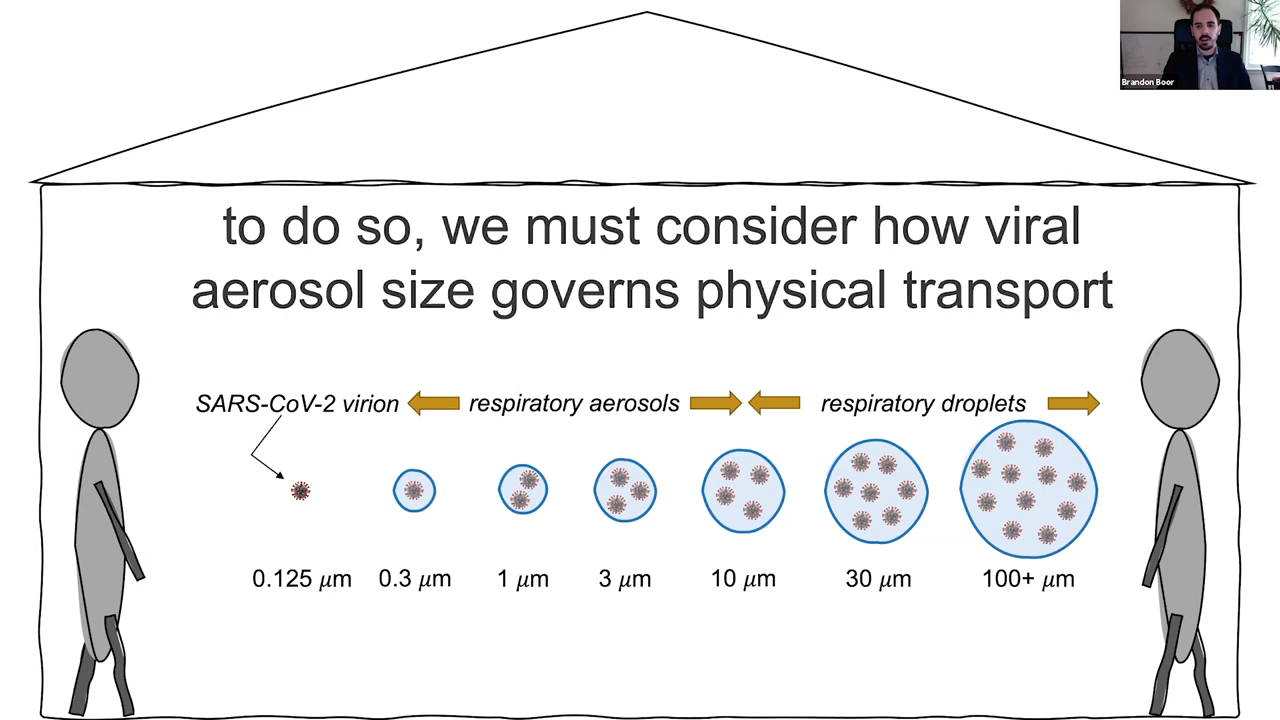 Brandon Boor
to do so, we must consider how viral
aerosol size governs physical transport
SARS-CoV-2 virion respiratory aerosols respiratory droplets
0.125 μm 0.3 μm 1 μm 3 μm 10 μm 30 μm 100+ μm